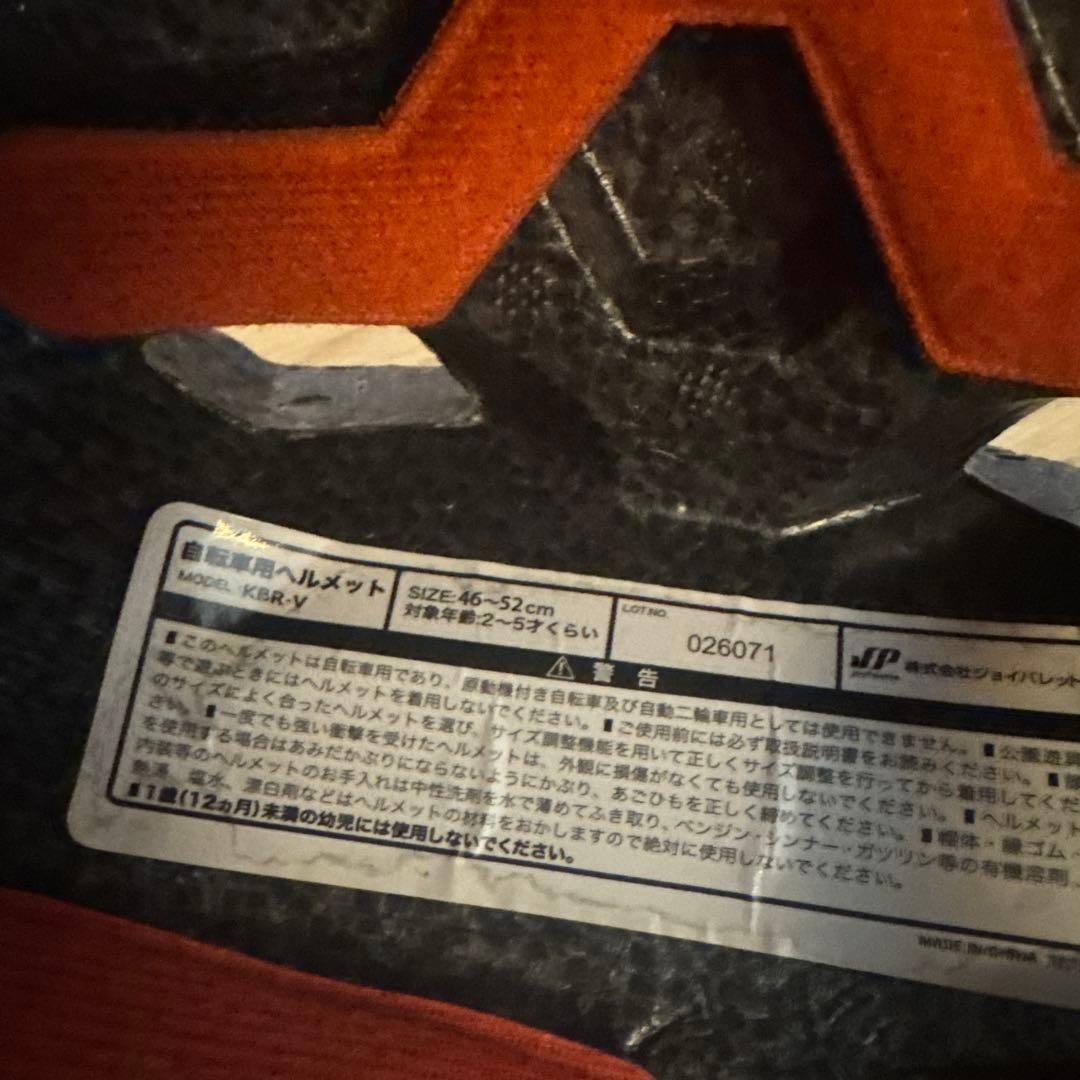 自転車用ヘルメット
MODEL KBR-V
SIZE:46〜52cm
対象年齢:2〜5才くらい
LOT.NO.
026071
JP
株式会社ジョイパレット
⚠ 警告
■このヘルメットは自転車用であり、原動機付き自転車及び自動二輪車用としては使用できません。■公園遊具
等で遊ぶときにはヘルメットを着用しないでください。■ご使用前には必ず取扱説明書をお読みください。■
のサイズによく合ったヘルメットを選び、サイズ調整機能を用いて正しくサイズ調整を行ってから着用してくだ
さい。■一度でも強い衝撃を受けたヘルメットは、外観に損傷がなくても使用しないでください。■ヘルメット
を使用する場合はあみだかぶりにならないようにかぶり、あごひもを正しく締めてください。■帽体・縁ゴム・
内装等のヘルメットのお手入れは中性洗剤を水で薄めてふき取り、ベンジン・シンナー・ガソリン等の有機溶剤、
熱湯、塩水、漂白剤などはヘルメットの材料をおかしますので絶対に使用しないでください。
■1歳(12ヵ月)未満の幼児には使用しないでください。
MADE IN CHINA